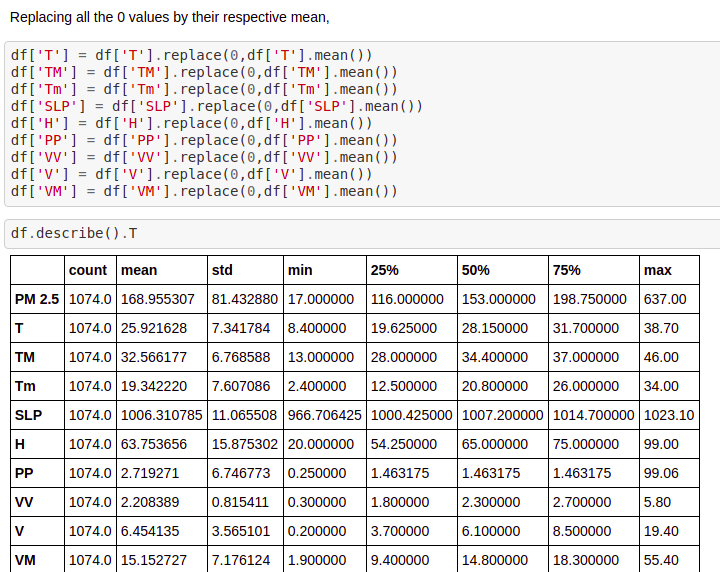 Replacing all the 0 values by their respective mean,
df['T'] = df['T'].replace(0,df['T'].mean())
df['TM'] = df['TM'].replace(0,df['TM'].mean())
df['Tm'] = df['Tm'].replace(0,df['Tm'].mean())
df['SLP'] = df['SLP'].replace(0,df['SLP'].mean())
df['H'] = df['H'].replace(0,df['H'].mean())
df['PP'] = df['PP'].replace(0,df['PP'].mean())
df['VV'] = df['VV'].replace(0,df['VV'].mean())
df['V'] = df['V'].replace(0,df['V'].mean())
df['VM'] = df['VM'].replace(0,df['VM'].mean())
df.describe().T
count mean std min 25% 50% 75% max
PM 2.5 1074.0 168.955307 81.432880 17.000000 116.000000 153.000000 198.750000 637.00
T 1074.0 25.921628 7.341784 8.400000 19.625000 28.150000 31.700000 38.70
TM 1074.0 32.566177 6.768588 13.000000 28.000000 34.400000 37.000000 46.00
Tm 1074.0 19.342220 7.607086 2.400000 12.500000 20.800000 26.000000 34.00
SLP 1074.0 1006.310785 11.065508 966.706425 1000.425000 1007.200000 1014.700000 1023.10
H 1074.0 63.753656 15.875302 20.000000 54.250000 65.000000 75.000000 99.00
PP 1074.0 2.719271 6.746773 0.250000 1.463175 1.463175 1.463175 99.06
VV 1074.0 2.208389 0.815411 0.300000 1.800000 2.300000 2.700000 5.80
V 1074.0 6.454135 3.565101 0.200000 3.700000 6.100000 8.500000 19.40
VM 1074.0 15.152727 7.176124 1.900000 9.400000 14.800000 18.300000 55.40